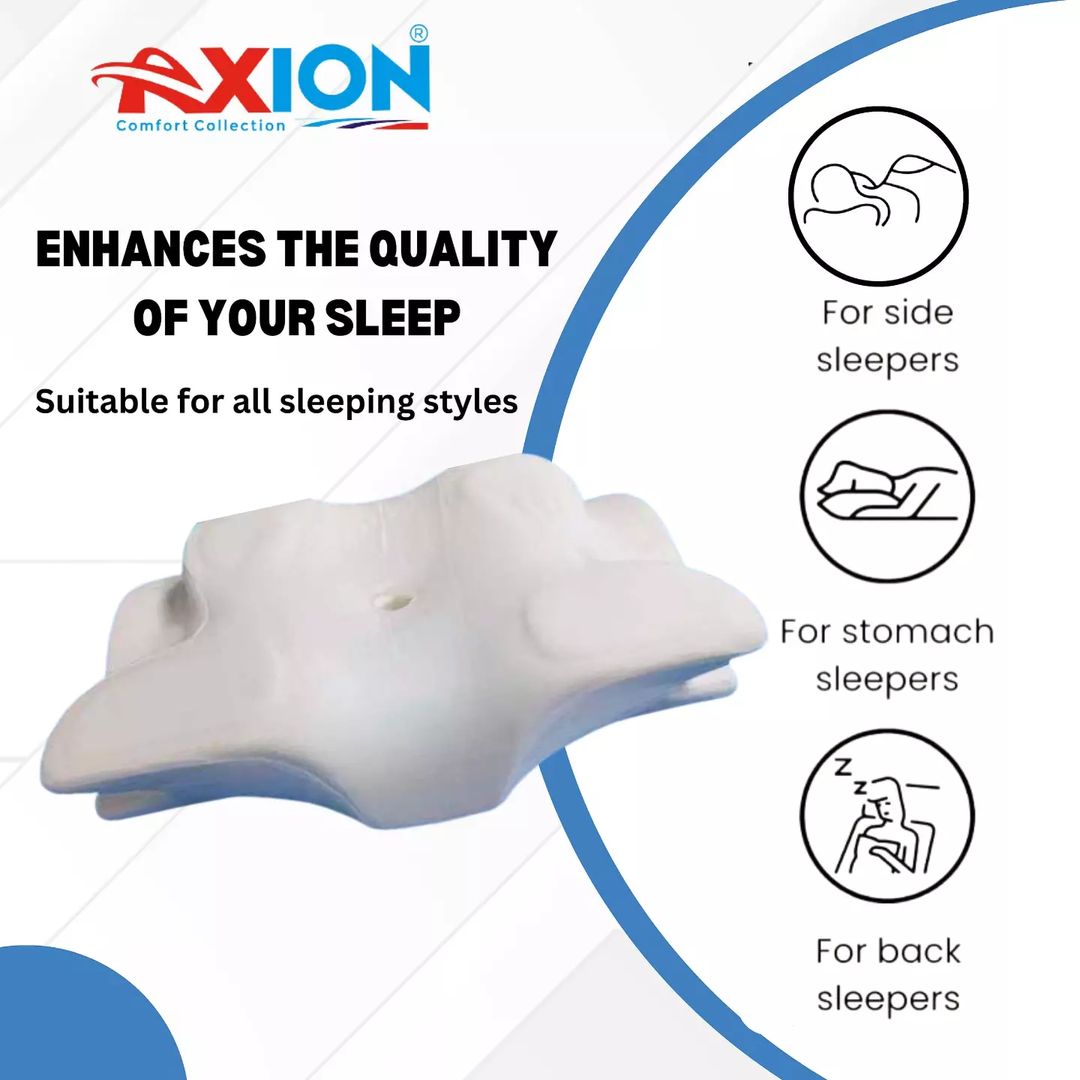 AXION®
Comfort Collection
ENHANCES THE QUALITY
OF YOUR SLEEP
Suitable for all sleeping styles
For side
sleepers
For stomach
sleepers
Z
Z
For back
sleepers